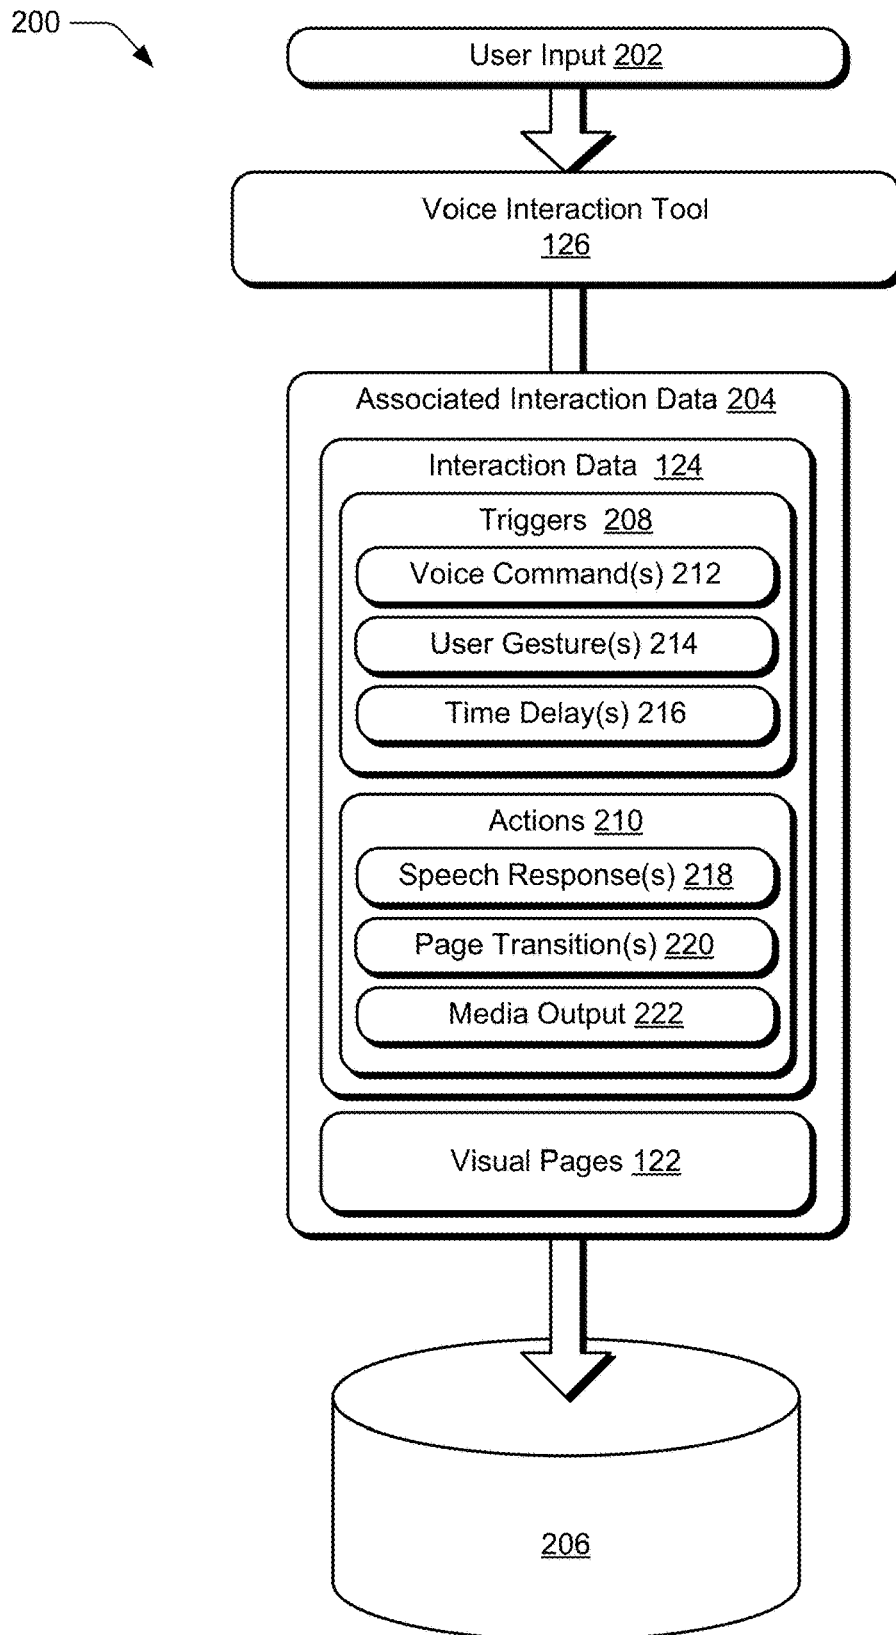 200
User Input 202
Voice Interaction Tool
126
Associated Interaction Data 204
Interaction Data 124
Triggers 208
Voice Command(s) 212
User Gesture(s) 214
Time Delay(s) 216
Actions 210
Speech Response(s) 218
Page Transition(s) 220
Media Output 222
Visual Pages 122
206